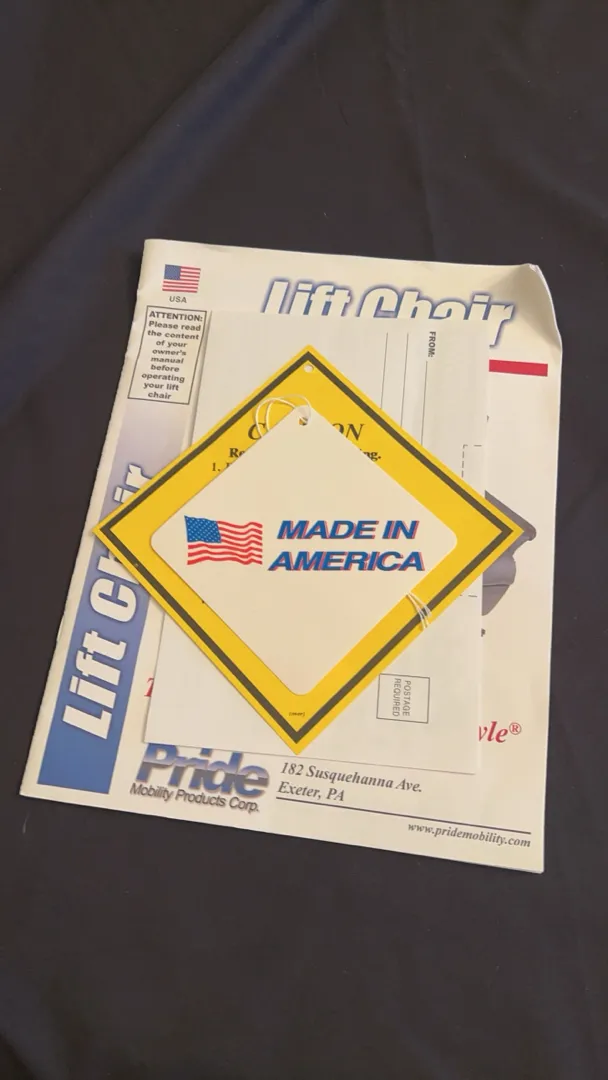 USA
Lift Chair
ATTENTION:
Please read
the content
of your
owner's
manual
before
operating
your lift
chair
FROM:
1.
MADE IN
AMERICA
Lift
POSTAGE
REQUIRED
Pride
Mobility Products Corp.
182 Susquehanna Ave.
Exeter, PA
www.pridemobility.com